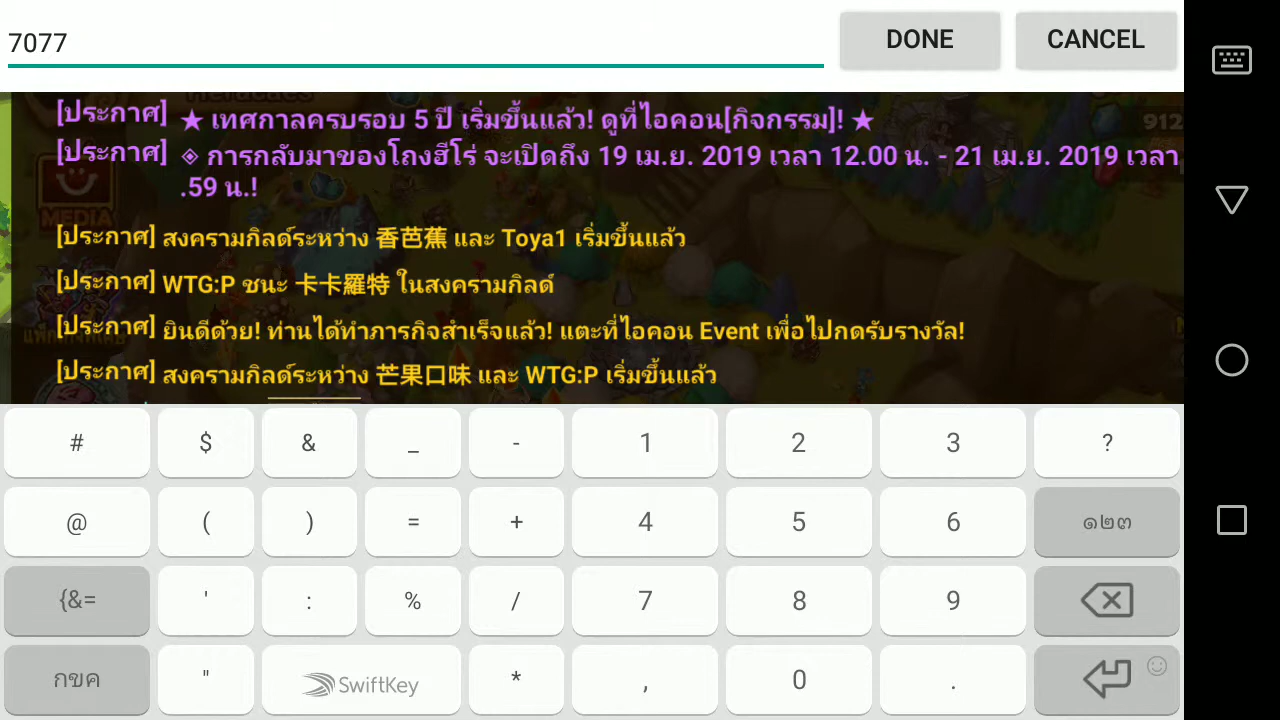 7077
DONE
CANCEL
Heracles
[ประกาศ] ★ เทศกาลครบรอบ 5 ปี เริ่มขึ้นแล้ว! ดูที่ไอคอน[กิจกรรม]! ★
912
[ประกาศ] ◈ การกลับมาของโถงฮีโร่ จะเปิดถึง 19 เม.ย. 2019 เวลา 12.00 น. - 21 เม.ย. 2019 เวลา
.59 น.!
MEDIA
[ประกาศ] สงครามกิลด์ระหว่าง 香芭蕉 และ Toya1 เริ่มขึ้นแล้ว
[ประกาศ] WTG:P ชนะ 卡卡羅特 ในสงครามกิลด์
[ประกาศ] ยินดีด้วย! ท่านได้ทำภารกิจสำเร็จแล้ว! แตะที่ไอคอน Event เพื่อไปกดรับรางวัล!
[ประกาศ] สงครามกิลด์ระหว่าง 芒果口味 และ WTG:P เริ่มขึ้นแล้ว
# $ & _ - 1 2 3 ?
@ ( ) = + 4 5 6 ๑๒๓
{&= ' : % / 7 8 9
กขค " SwiftKey * , 0 .